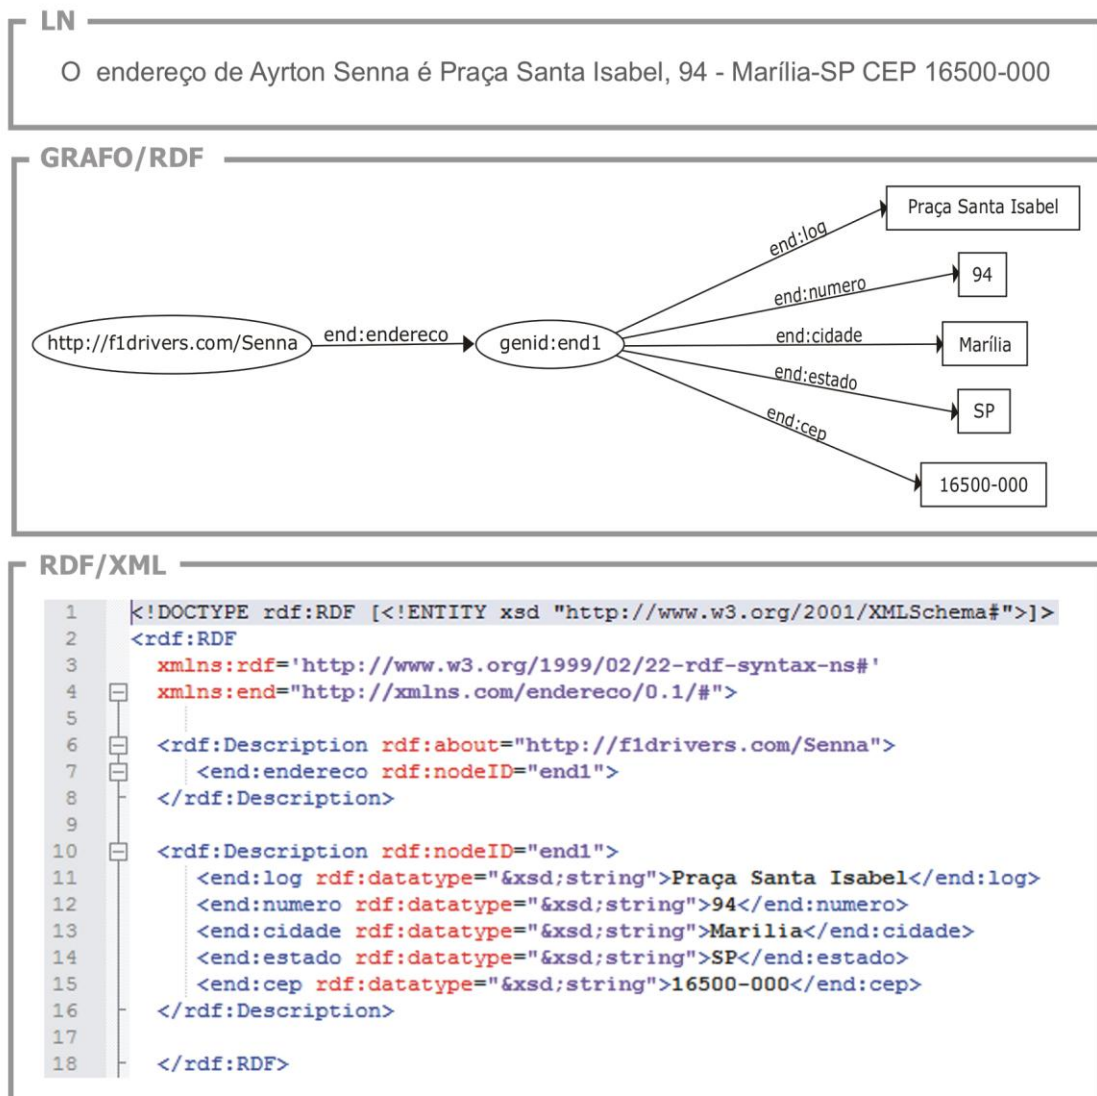 LN
O endereço de Ayrton Senna é Praça Santa Isabel, 94 - Marília-SP CEP 16500-000
GRAFO/RDF
http://f1drivers.com/Senna
end:endereco
genid:end1
end:log
Praça Santa Isabel
end:numero
94
end:cidade
Marília
end:estado
SP
end:cep
16500-000
RDF/XML
1 <!DOCTYPE rdf:RDF [<!ENTITY xsd "http://www.w3.org/2001/XMLSchema#">]>
2 <rdf:RDF
3 xmlns:rdf='http://www.w3.org/1999/02/22-rdf-syntax-ns#'
4 xmlns:end="http://xmlns.com/endereco/0.1/#">
5
6 <rdf:Description rdf:about="http://f1drivers.com/Senna">
7 <end:endereco rdf:nodeID="end1">
8 </rdf:Description>
9
10 <rdf:Description rdf:nodeID="end1">
11 <end:log rdf:datatype="&xsd;string">Praça Santa Isabel</end:log>
12 <end:numero rdf:datatype="&xsd;string">94</end:numero>
13 <end:cidade rdf:datatype="&xsd;string">Marilia</end:cidade>
14 <end:estado rdf:datatype="&xsd;string">SP</end:estado>
15 <end:cep rdf:datatype="&xsd;string">16500-000</end:cep>
16 </rdf:Description>
17
18 </rdf:RDF>